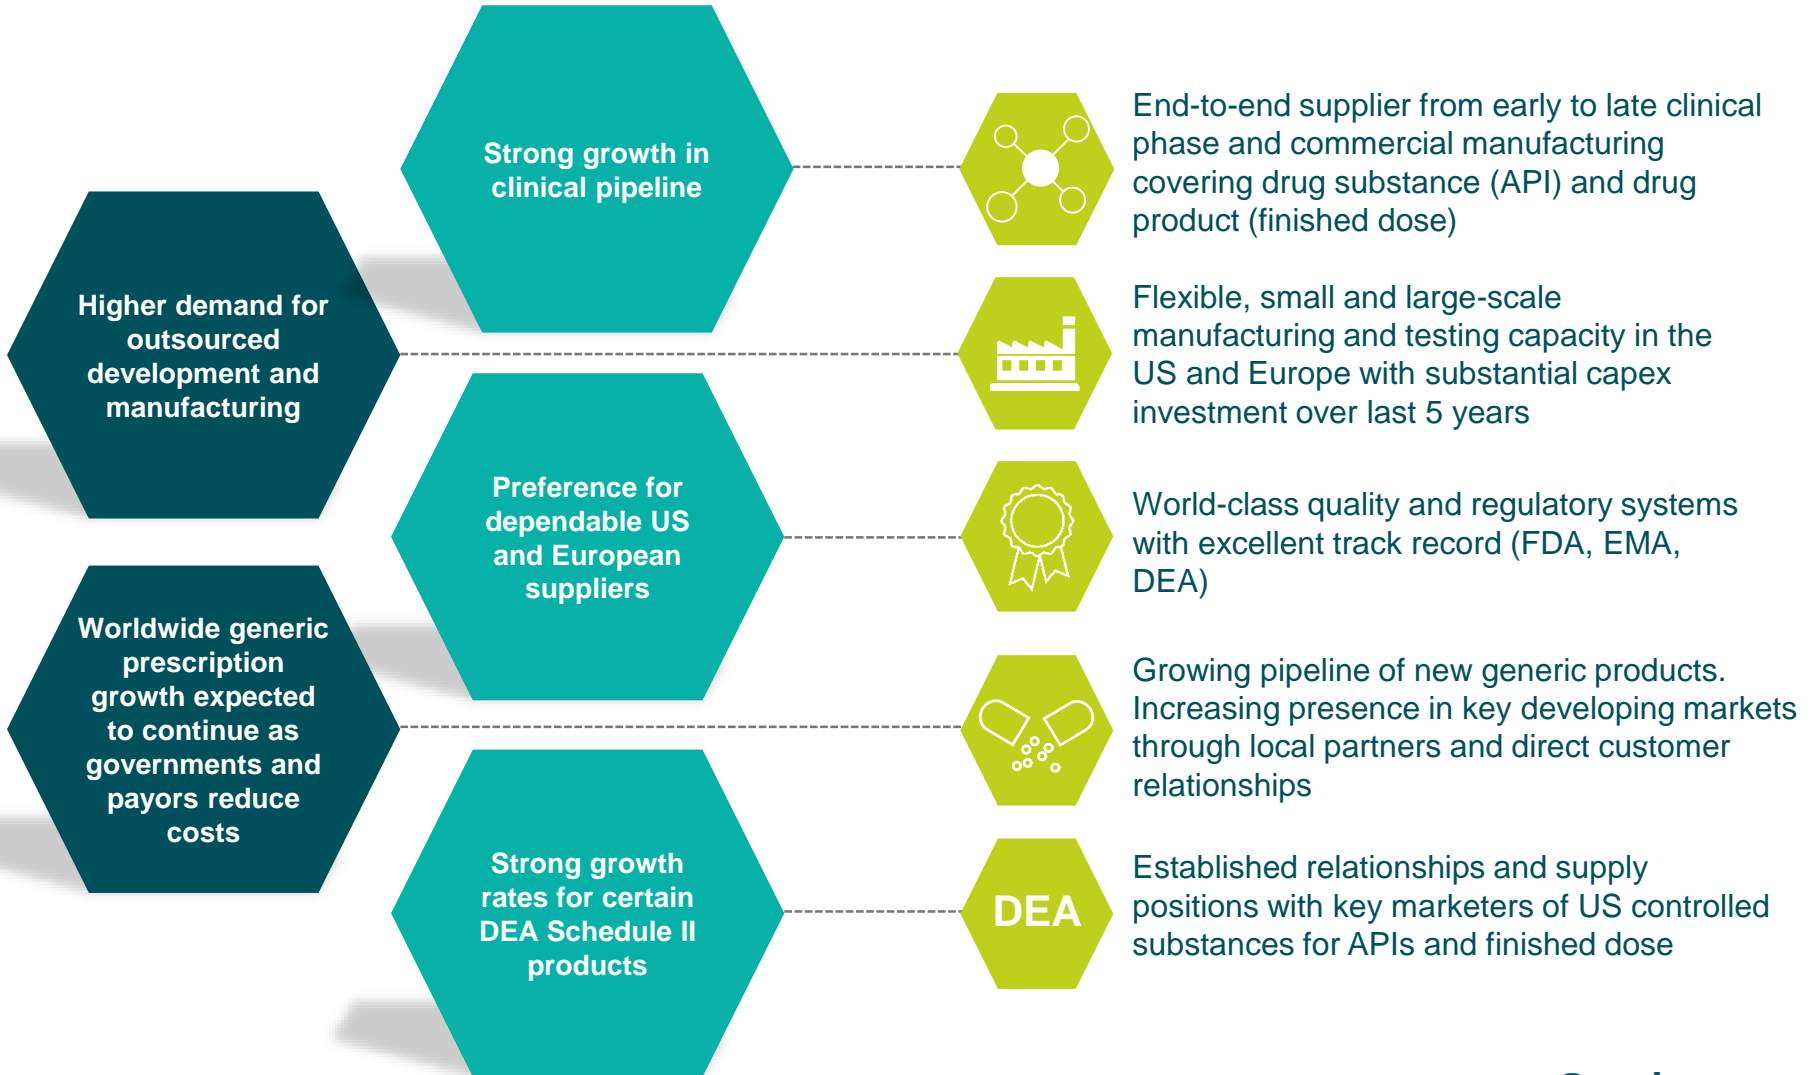 Strong growth in
clinical pipeline
End-to-end supplier from early to late clinical
phase and commercial manufacturing
covering drug substance (API) and drug
product (finished dose)
Higher demand for
outsourced
development and
manufacturing
Flexible, small and large-scale
manufacturing and testing capacity in the
US and Europe with substantial capex
investment over last 5 years
Preference for
dependable US
and European
suppliers
World-class quality and regulatory systems
with excellent track record (FDA, EMA,
DEA)
Worldwide generic
prescription
growth expected
to continue as
governments and
payors reduce
costs
Growing pipeline of new generic products.
Increasing presence in key developing markets
through local partners and direct customer
relationships
Strong growth
rates for certain
DEA Schedule II
products
DEA
Established relationships and supply
positions with key marketers of US controlled
substances for APIs and finished dose